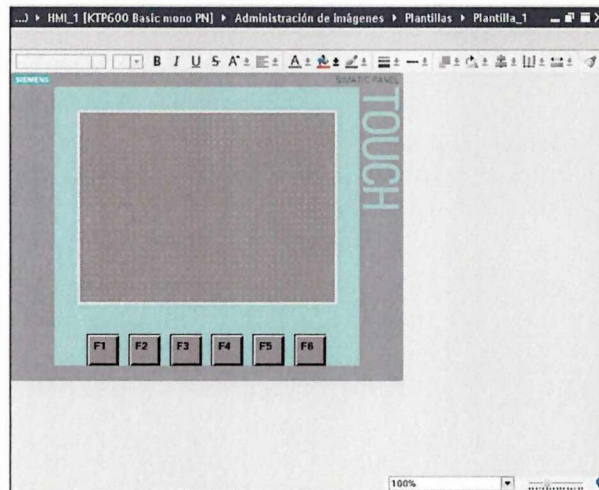 ...) ▸ HMI_1 [KTP600 Basic mono PN] ▸ Administración de imágenes ▸ Plantillas ▸ Plantilla_1
B I U S A A
SIEMENS SIMATIC PANEL
TOUCH
F1 F2 F3 F4 F5 F6
100%